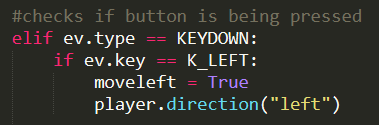 #checks if button is being pressed
elif ev.type == KEYDOWN:
    if ev.key == K_LEFT:
        moveleft = True
        player.direction("left")